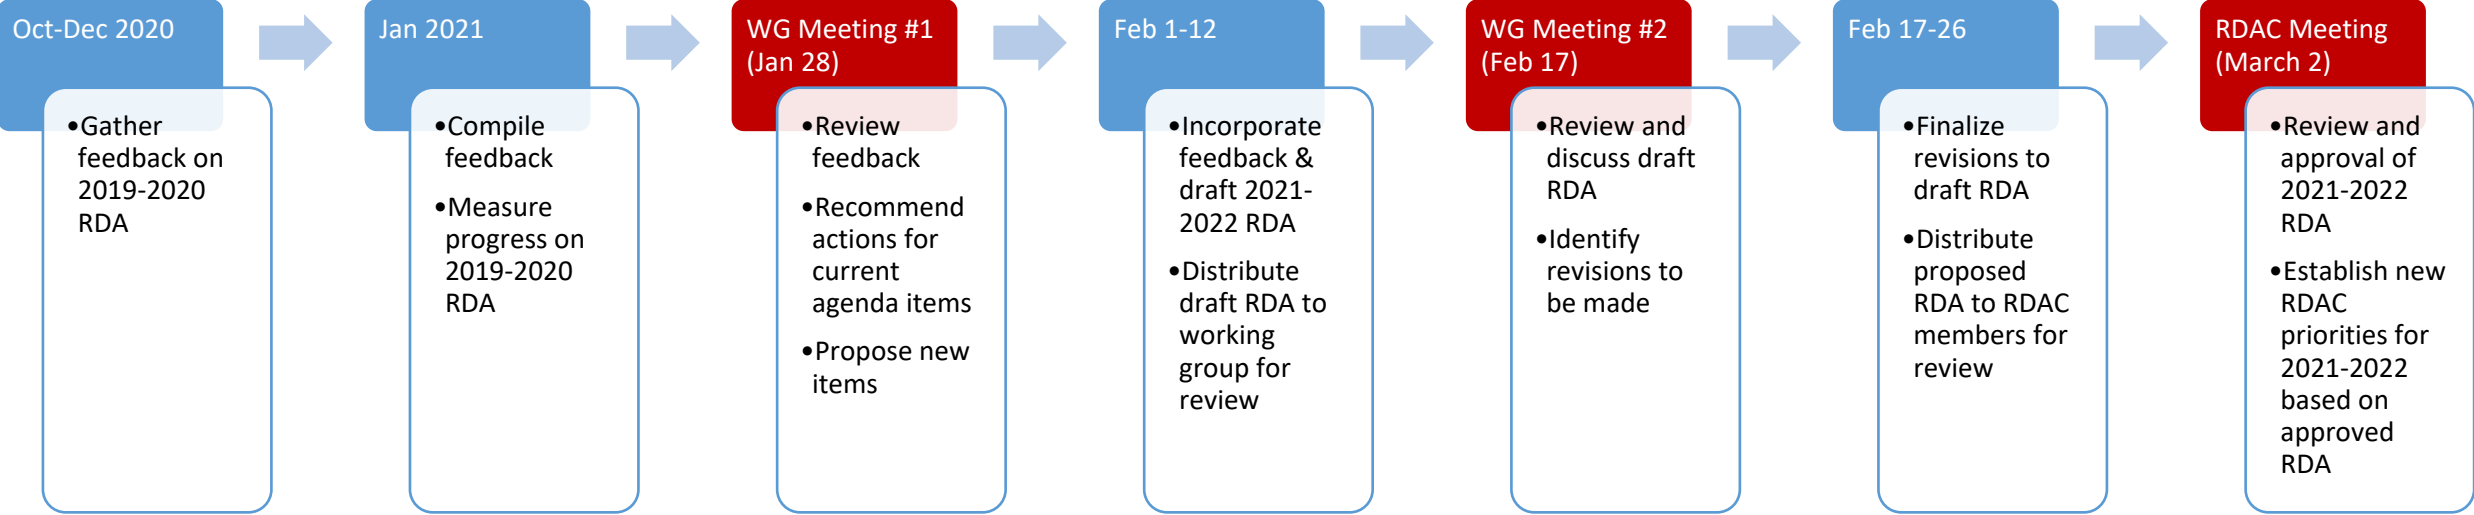 Oct-Dec 2020
•Gather
feedback on
2019-2020
RDA
Jan 2021
•Compile
feedback
•Measure
progress on
2019-2020
RDA
WG Meeting #1
(Jan 28)
•Review
feedback
•Recommend
actions for
current
agenda items
•Propose new
items
Feb 1-12
•Incorporate
feedback &
draft 2021-
2022 RDA
•Distribute
draft RDA to
working
group for
review
WG Meeting #2
(Feb 17)
•Review and
discuss draft
RDA
•Identify
revisions to
be made
Feb 17-26
•Finalize
revisions to
draft RDA
•Distribute
proposed
RDA to RDAC
members for
review
RDAC Meeting
(March 2)
•Review and
approval of
2021-2022
RDA
•Establish new
RDAC
priorities for
2021-2022
based on
approved
RDA